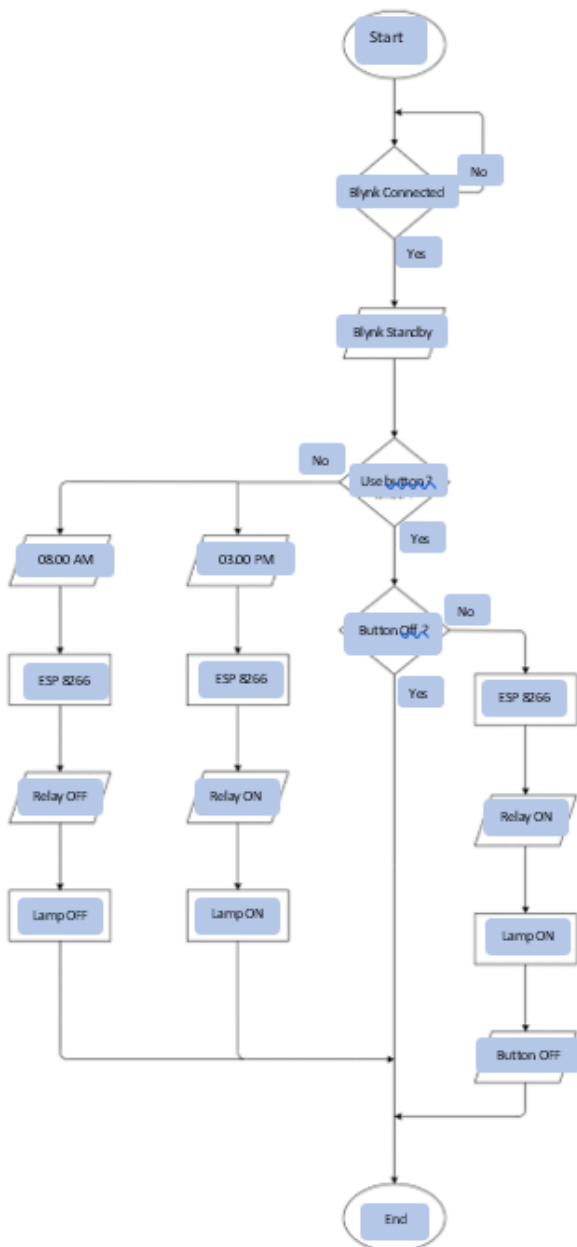 Start
No
Blynk Connected
Yes
Blynk Standby
No
Use button ?
Yes
08.00 AM
03.00 PM
No
Button Off ?
Yes
ESP 8266
ESP 8266
ESP 8266
Relay OFF
Relay ON
Relay ON
Lamp OFF
Lamp ON
Lamp ON
Button OFF
End